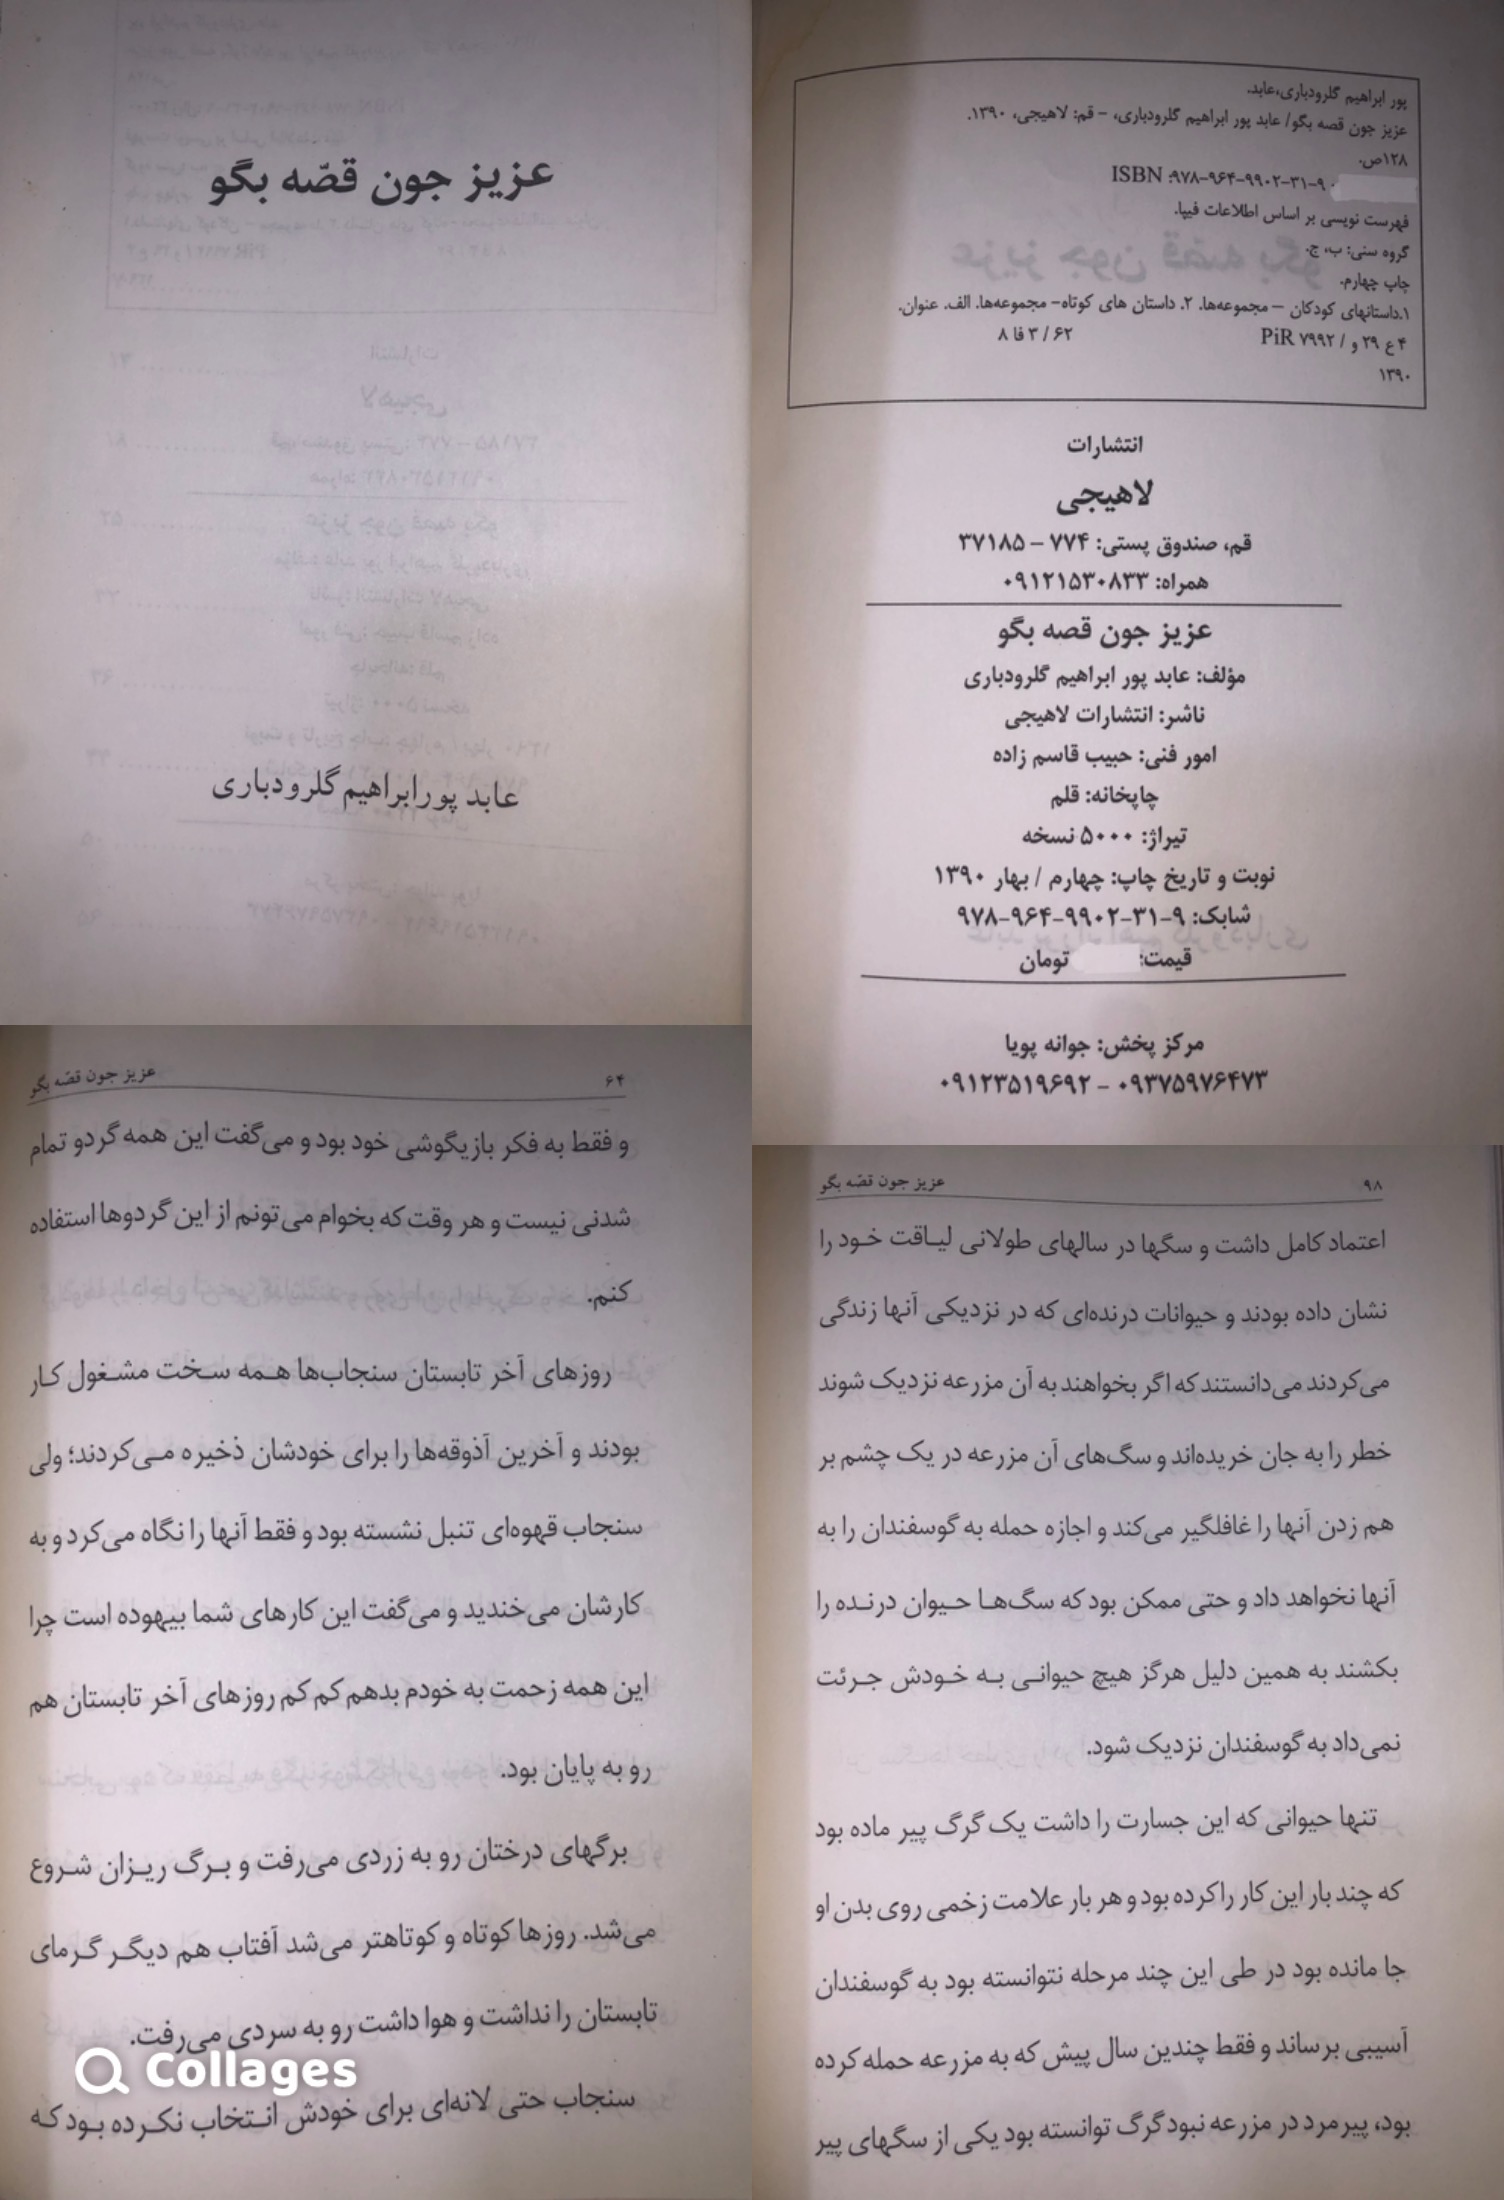 عزیز جون قصّه بگو
عابد پورابراهیم گلرودباری
پور ابراهیم گلرودباری،عابد.
عزیز جون قصه بگو/ عابد پور ابراهیم گلرودباری، – قم: لاهیجی، ۱۳۹۰.
۱۲۸ص.
ISBN :۹۷۸-۹۶۴-۹۹۰۲-۳۱-۹
فهرست نویسی بر اساس اطلاعات فیپا.
گروه سنی: ب، ج.
چاپ چهارم.
۱.داستانهای کودکان – مجموعه‌ها. ۲. داستان های کوتاه- مجموعه‌ها. الف. عنوان.
۴ ع ۲۹ و / PiR ۷۹۹۲ ۶۲ / ۳ فا ۸
۱۳۹۰
انتشارات
لاهیجی
قم، صندوق پستی: ۷۷۴ – ۳۷۱۸۵
همراه: ۰۹۱۲۱۵۳۰۸۳۳
عزیز جون قصه بگو
مؤلف: عابد پور ابراهیم گلرودباری
ناشر: انتشارات لاهیجی
امور فنی: حبیب قاسم زاده
چاپخانه: قلم
تیراژ: ۵۰۰۰ نسخه
نوبت و تاریخ چاپ: چهارم / بهار ۱۳۹۰
شابک: ۹-۳۱-۹۹۰۲-۹۶۴-۹۷۸
قیمت: تومان
مرکز پخش: جوانه پویا
۰۹۳۷۵۹۷۶۴۷۳ – ۰۹۱۲۳۵۱۹۶۹۲
۶۴ عزیز جون قصّه بگو
و فقط به فکر بازیگوشی خود بود و می‌گفت این همه گردو تمام
شدنی نیست و هر وقت که بخوام می‌تونم از این گردوها استفاده
کنم.
روزهای آخر تابستان سنجاب‌ها همه سخت مشغول کار
بودند و آخرین آذوقه‌ها را برای خودشان ذخیره می‌کردند؛ ولی
سنجاب قهوه‌ای تنبل نشسته بود و فقط آنها را نگاه می‌کرد و به
کارشان می‌خندید و می‌گفت این کارهای شما بیهوده است چرا
این همه زحمت به خودم بدهم کم کم روزهای آخر تابستان هم
رو به پایان بود.
برگهای درختان رو به زردی می‌رفت و برگ ریزان شروع
می‌شد. روزها کوتاه و کوتاهتر می‌شد آفتاب هم دیگر گرمای
تابستان را نداشت و هوا داشت رو به سردی می‌رفت.
سنجاب حتی لانه‌ای برای خودش انتخاب نکرده بود که
Collages
۹۸ عزیز جون قصّه بگو
اعتماد کامل داشت و سگها در سالهای طولانی لیاقت خود را
نشان داده بودند و حیوانات درنده‌ای که در نزدیکی آنها زندگی
می‌کردند می‌دانستند که اگر بخواهند به آن مزرعه نزدیک شوند
خطر را به جان خریده‌اند و سگ‌های آن مزرعه در یک چشم بر
هم زدن آنها را غافلگیر می‌کند و اجازه حمله به گوسفندان را به
آنها نخواهد داد و حتی ممکن بود که سگ‌ها حیوان درنده را
بکشند به همین دلیل هرگز هیچ حیوانی به خودش جرئت
نمی‌داد به گوسفندان نزدیک شود.
تنها حیوانی که این جسارت را داشت یک گرگ پیر ماده بود
که چند بار این کار را کرده بود و هر بار علامت زخمی روی بدن او
جا مانده بود در طی این چند مرحله نتوانسته بود به گوسفندان
آسیبی برساند و فقط چندین سال پیش که به مزرعه حمله کرده
بود، پیرمرد در مزرعه نبود گرگ توانسته بود یکی از سگهای پیر